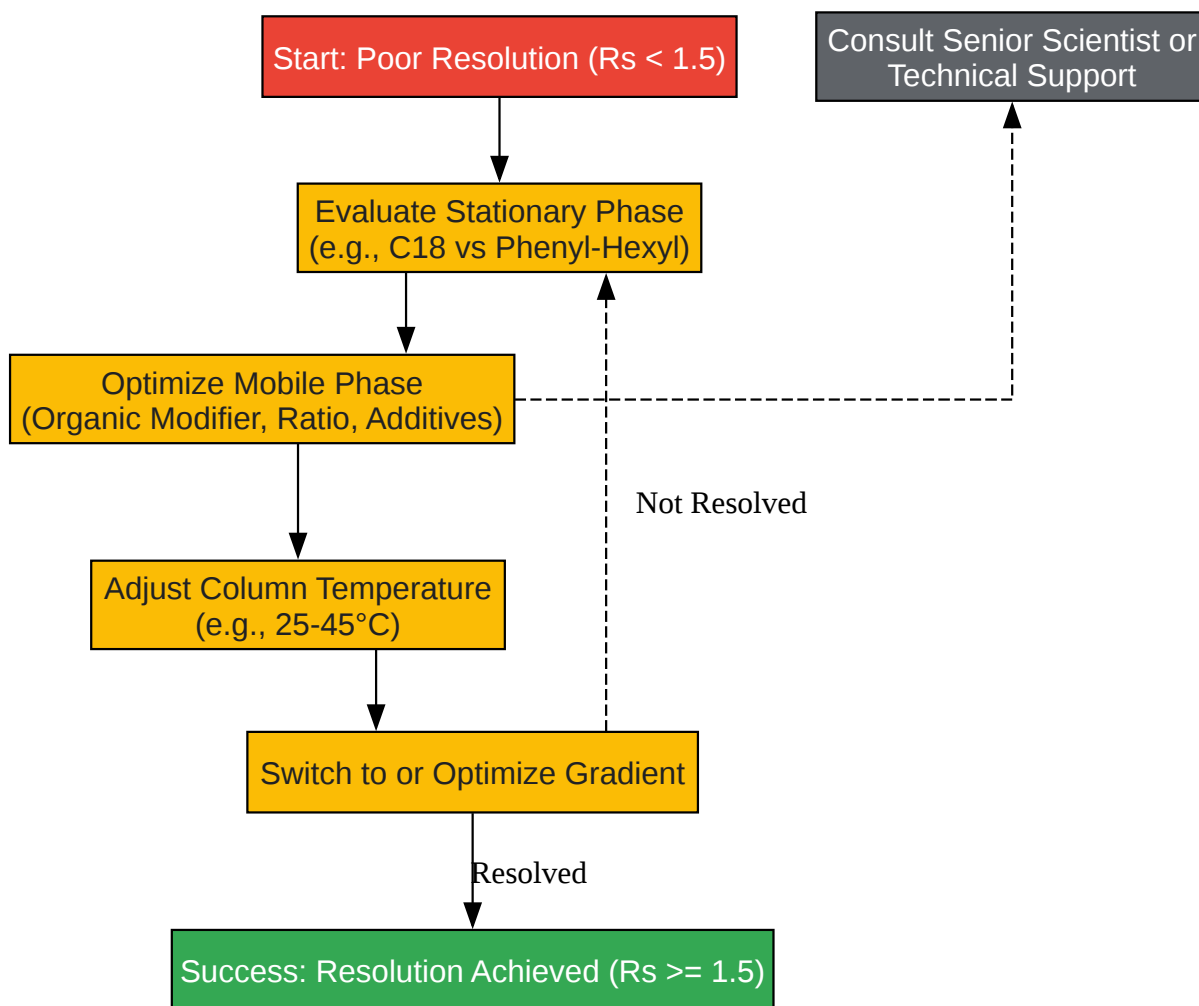 Start: Poor Resolution (Rs < 1.5)
Consult Senior Scientist or
Technical Support
Evaluate Stationary Phase
(e.g., C18 vs Phenyl-Hexyl)
Optimize Mobile Phase
(Organic Modifier, Ratio, Additives)
Not Resolved
Adjust Column Temperature
(e.g., 25-45°C)
Switch to or Optimize Gradient
Resolved
Success: Resolution Achieved (Rs >= 1.5)